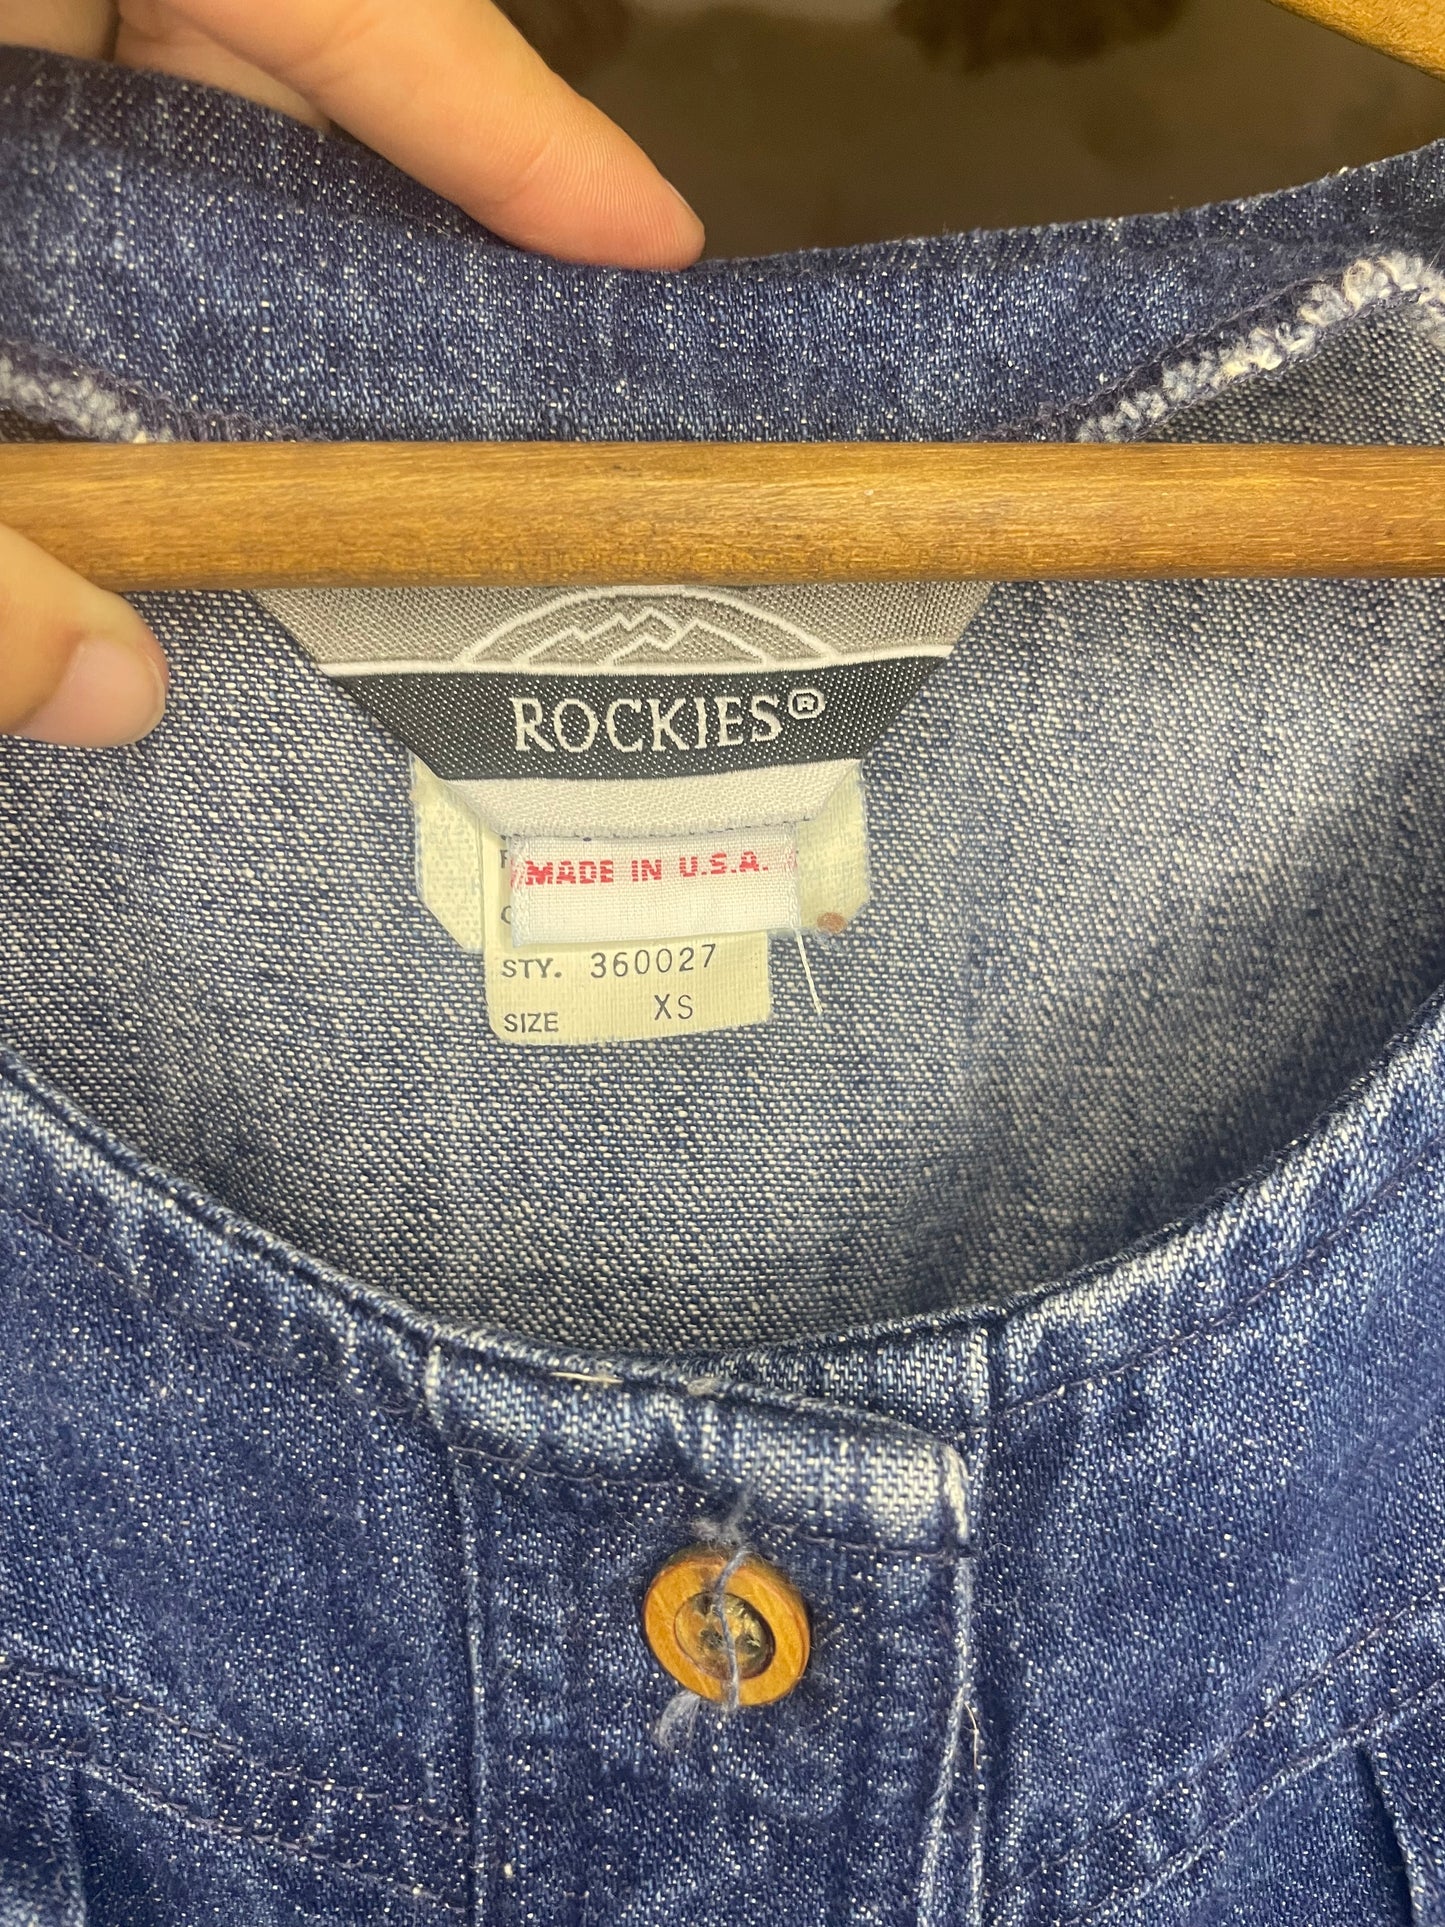 ROCKIES®
MADE IN U.S.A.
STY. 360027
SIZE XS